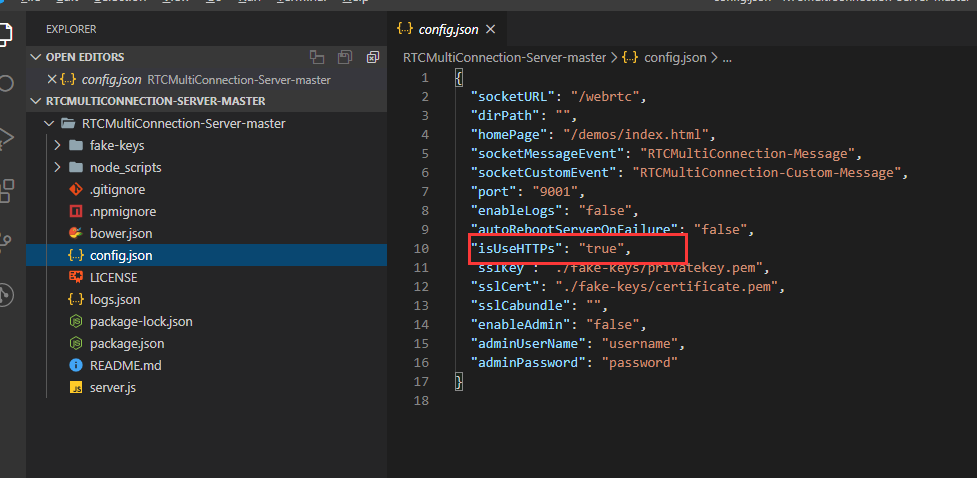 config.json
EXPLORER
OPEN EDITORS
config.json RTCMultiConnection-Server-master
RTCMULTICONNECTION-SERVER-MASTER
RTCMultiConnection-Server-master
fake-keys
node_scripts
.gitignore
.npmignore
bower.json
config.json
LICENSE
logs.json
package-lock.json
package.json
README.md
server.js
RTCMultiConnection-Server-master > config.json > ...
1 {
2 "socketURL": "/webrtc",
3 "dirPath": "",
4 "homePage": "/demos/index.html",
5 "socketMessageEvent": "RTCMultiConnection-Message",
6 "socketCustomEvent": "RTCMultiConnection-Custom-Message",
7 "port": "9001",
8 "enableLogs": "false",
9 "autoRebootServerOnFailure": "false",
10 "isUseHTTPs": "true",
11 "sslKey": "./fake-keys/privatekey.pem",
12 "sslCert": "./fake-keys/certificate.pem",
13 "sslCabundle": "",
14 "enableAdmin": "false",
15 "adminUserName": "username",
16 "adminPassword": "password"
17 }
18